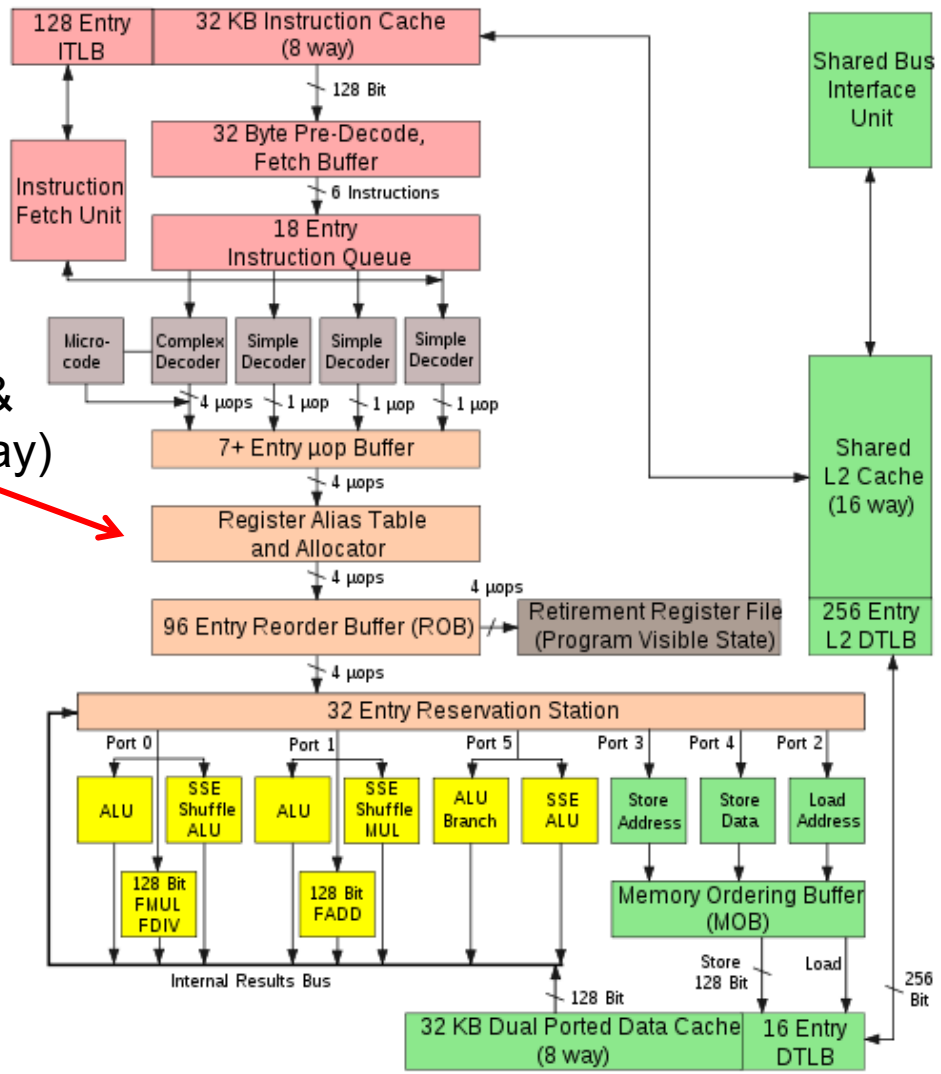 128 Entry
ITLB
32 KB Instruction Cache
(8 way)
Shared Bus
Interface
Unit
128 Bit
32 Byte Pre-Decode,
Fetch Buffer
Instruction
Fetch Unit
6 Instructions
18 Entry
Instruction Queue
Micro-
code
Complex
Decoder
Simple
Decoder
Simple
Decoder
Simple
Decoder
&
4 µops
1 µop
1 µop
1 µop
ay)
7+ Entry µop Buffer
Shared
L2 Cache
(16 way)
4 µops
Register Alias Table
and Allocator
4 µops
4 µops
96 Entry Reorder Buffer (ROB)
Retirement Register File
(Program Visible State)
256 Entry
L2 DTLB
4 µops
32 Entry Reservation Station
Port 0
Port 1
Port 5
Port 3
Port 4
Port 2
ALU
SSE
Shuffle
ALU
ALU
SSE
Shuffle
MUL
ALU
Branch
SSE
ALU
Store
Address
Store
Data
Load
Address
128 Bit
FMUL
FDIV
128 Bit
FADD
Memory Ordering Buffer
(MOB)
Internal Results Bus
Store
128 Bit
Load
128 Bit
256
Bit
32 KB Dual Ported Data Cache
(8 way)
16 Entry
DTLB